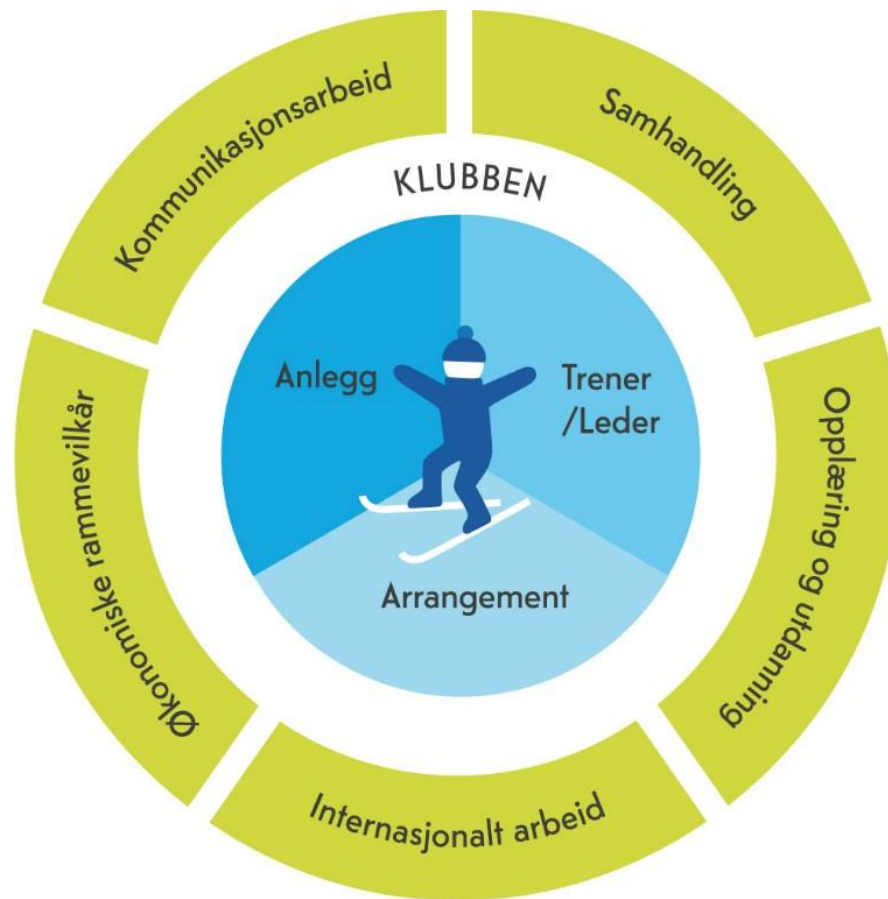 Kommunikasjonsarbeid
Samhandling
KLUBBEN
Anlegg
Trener
/Leder
Arrangement
Opplæring og utdanning
Økonomiske rammevilkår
Internasjonalt arbeid